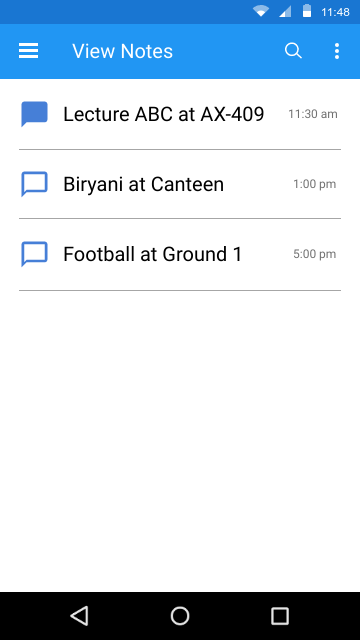 11:48
View Notes
Lecture ABC at AX-409 11:30 am
Biryani at Canteen 1:00 pm
Football at Ground 1 5:00 pm